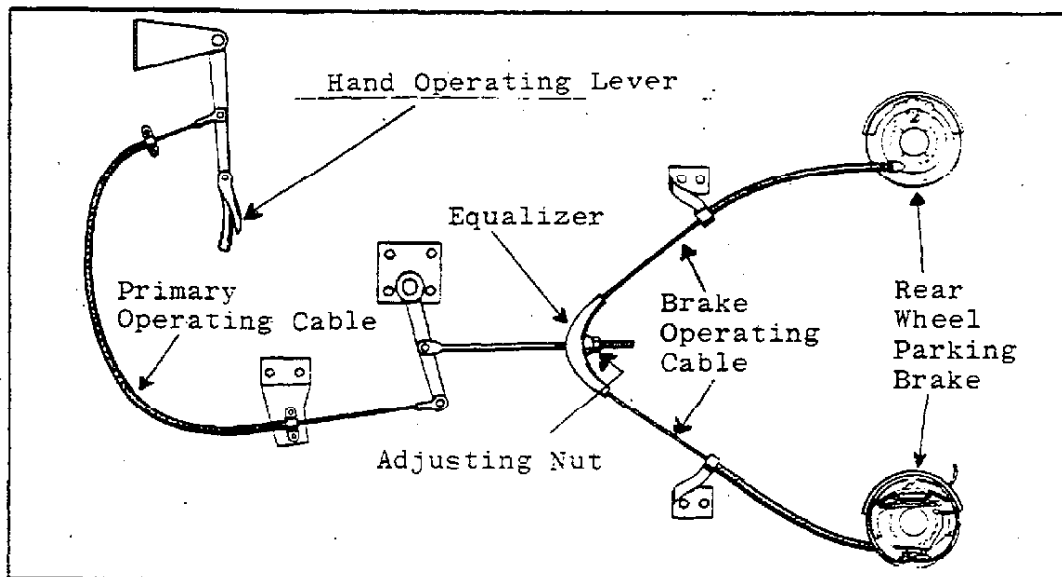 Hand Operating Lever
Equalizer
Primary
Operating Cable
Brake
Operating
Cable
Rear
Wheel
Parking
Brake
Adjusting Nut